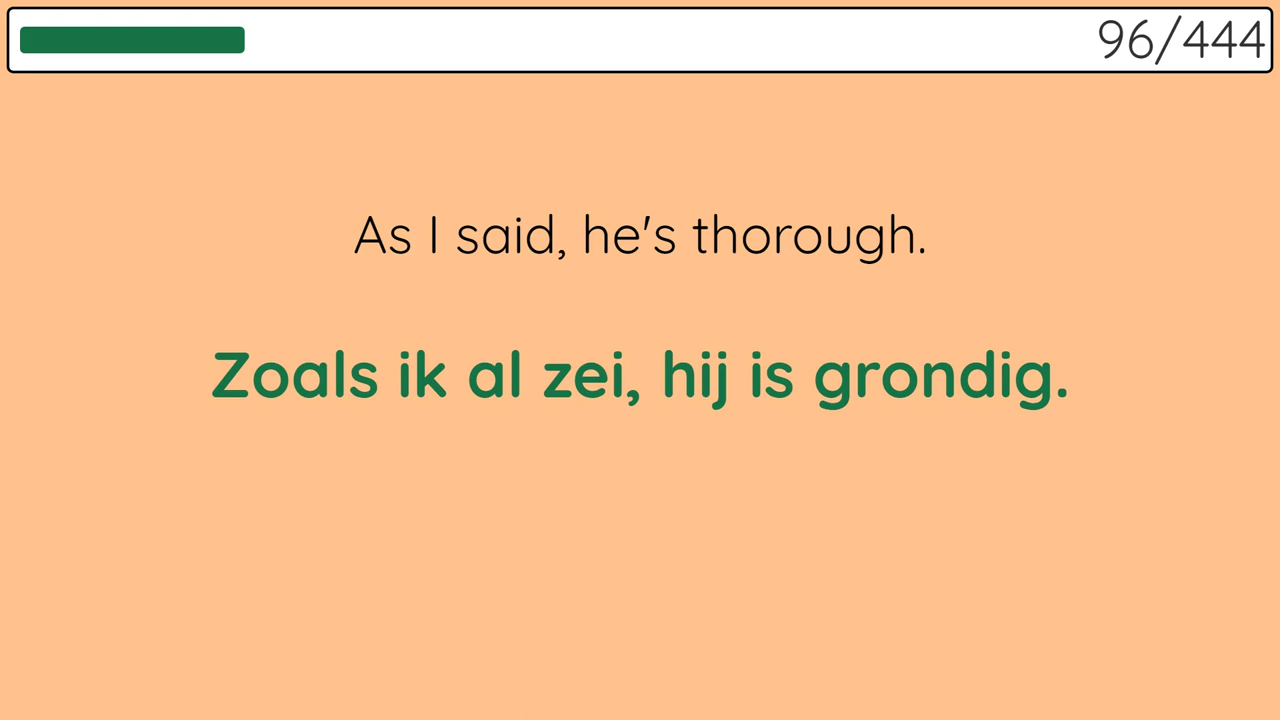 96/444
As I said, he's thorough.
Zoals ik al zei, hij is grondig.